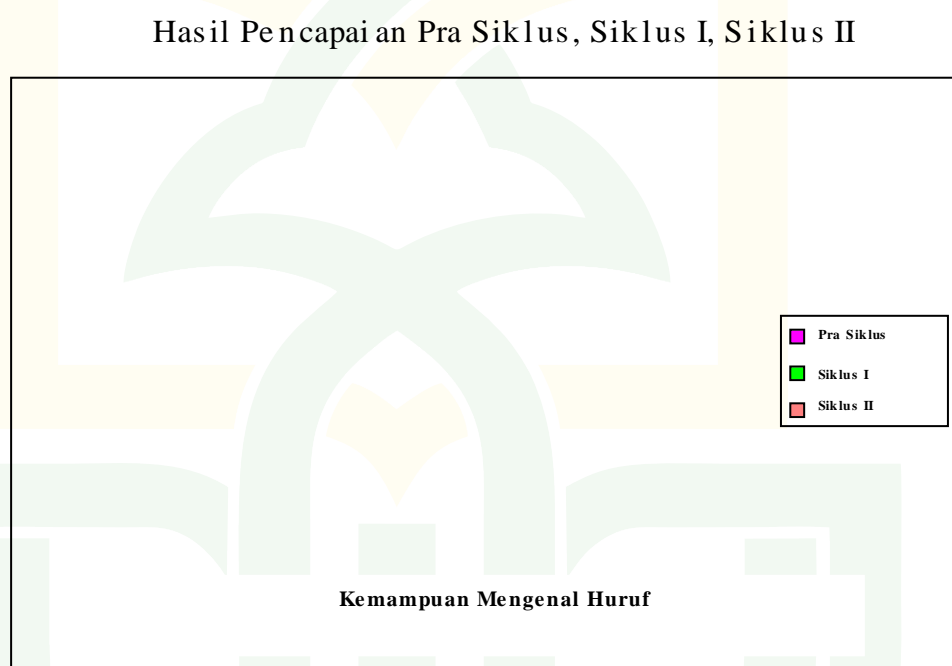 Hasil Pencapaian Pra Siklus, Siklus I, Siklus II
Pra Siklus
Siklus I
Siklus II
Kemampuan Mengenal Huruf